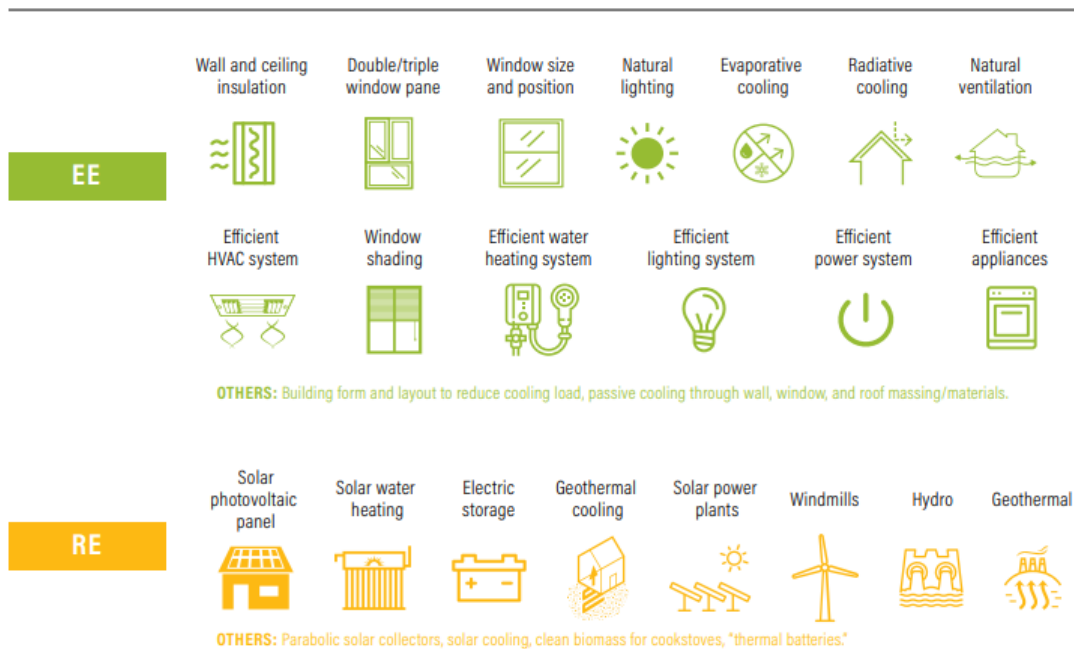 Wall and ceiling
insulation
Double/triple
window pane
Window size
and position
Natural
lighting
Evaporative
cooling
Radiative
cooling
Natural
ventilation
EE
Efficient
HVAC system
Window
shading
Efficient water
heating system
Efficient
lighting system
Efficient
power system
Efficient
appliances
OTHERS: Building form and layout to reduce cooling load, passive cooling through wall, window, and roof massing/materials.
Solar
photovoltaic
panel
Solar water
heating
Electric
storage
Geothermal
cooling
Solar power
plants
Windmills
Hydro
Geothermal
RE
OTHERS: Parabolic solar collectors, solar cooling, clean biomass for cookstoves, "thermal batteries."